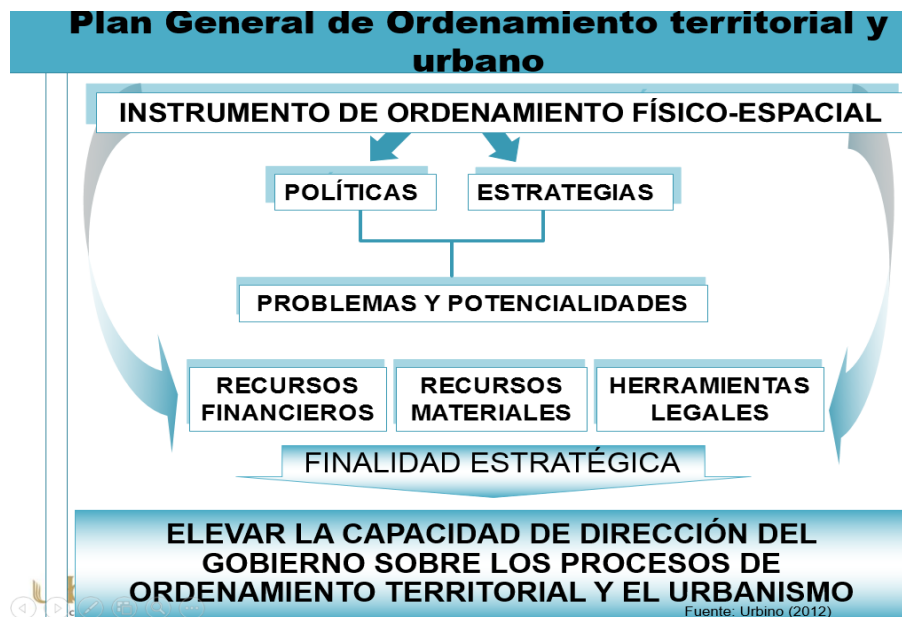 Plan General de Ordenamiento territorial y
urbano
INSTRUMENTO DE ORDENAMIENTO FÍSICO-ESPACIAL
POLÍTICAS
ESTRATEGIAS
PROBLEMAS Y POTENCIALIDADES
RECURSOS
FINANCIEROS
RECURSOS
MATERIALES
HERRAMIENTAS
LEGALES
FINALIDAD ESTRATÉGICA
ELEVAR LA CAPACIDAD DE DIRECCIÓN DEL
GOBIERNO SOBRE LOS PROCESOS DE
ORDENAMIENTO TERRITORIAL Y EL URBANISMO
Fuente: Urbino (2012)